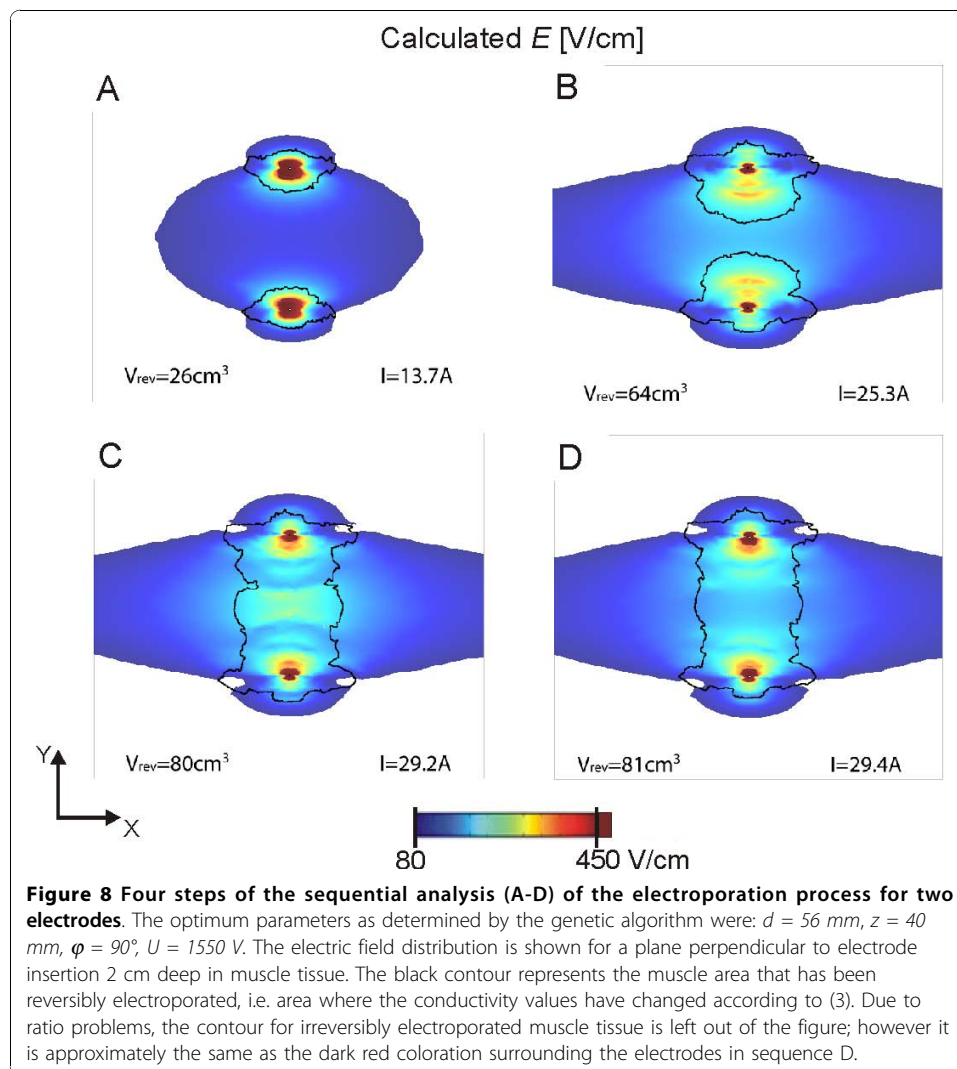 Calculated E [V/cm]
A
B
Vrev=26cm³ I=13.7A
Vrev=64cm³ I=25.3A
C
D
Vrev=80cm³ I=29.2A
Vrev=81cm³ I=29.4A
Y
X
80 450 V/cm
Figure 8 Four steps of the sequential analysis (A-D) of the electroporation process for two
electrodes. The optimum parameters as determined by the genetic algorithm were: d = 56 mm, z = 40
mm, φ = 90°, U = 1550 V. The electric field distribution is shown for a plane perpendicular to electrode
insertion 2 cm deep in muscle tissue. The black contour represents the muscle area that has been
reversibly electroporated, i.e. area where the conductivity values have changed according to (3). Due to
ratio problems, the contour for irreversibly electroporated muscle tissue is left out of the figure; however it
is approximately the same as the dark red coloration surrounding the electrodes in sequence D.